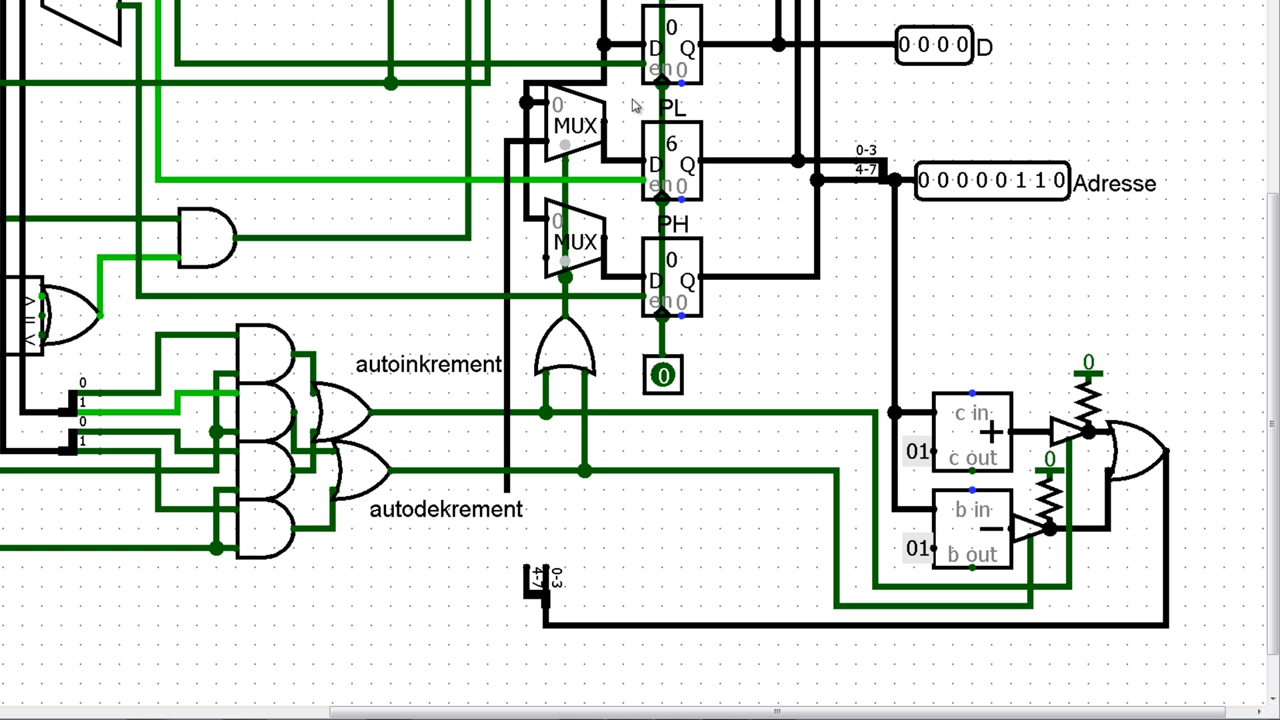 0
D Q
en 0
0 0 0 0 D
PL
0
MUX
6
D Q
en 0
0-3
4-7
0 0 0 0 0 1 1 0 Adresse
PH
0
MUX
0
D Q
en 0
0
autoinkrement
0
1
0
1
autodekrement
0
c in
+
01
c out
0
b in
−
01
b out
4-7
0-3